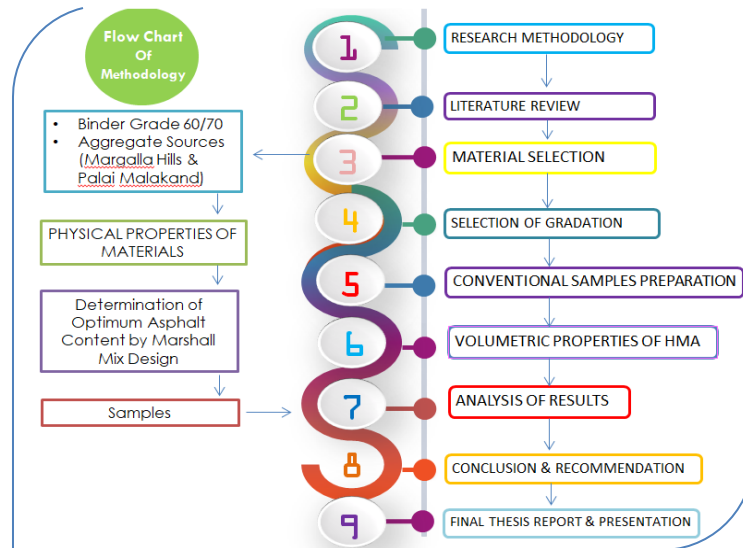 Flow Chart
Of
Methodology
• Binder Grade 60/70
• Aggregate Sources
(Margalla Hills &
Palai Malakand)
PHYSICAL PROPERTIES OF
MATERIALS
Determination of
Optimum Asphalt
Content by Marshall
Mix Design
Samples
1
RESEARCH METHODOLOGY
2
LITERATURE REVIEW
3
MATERIAL SELECTION
4
SELECTION OF GRADATION
5
CONVENTIONAL SAMPLES PREPARATION
6
VOLUMETRIC PROPERTIES OF HMA
7
ANALYSIS OF RESULTS
8
CONCLUSION & RECOMMENDATION
9
FINAL THESIS REPORT & PRESENTATION